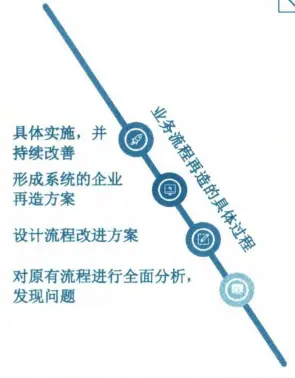 业务流程再造的具体过程
具体实施，并
持续改善
形成系统的企业
再造方案
设计流程改进方案
对原有流程进行全面分析，
发现问题